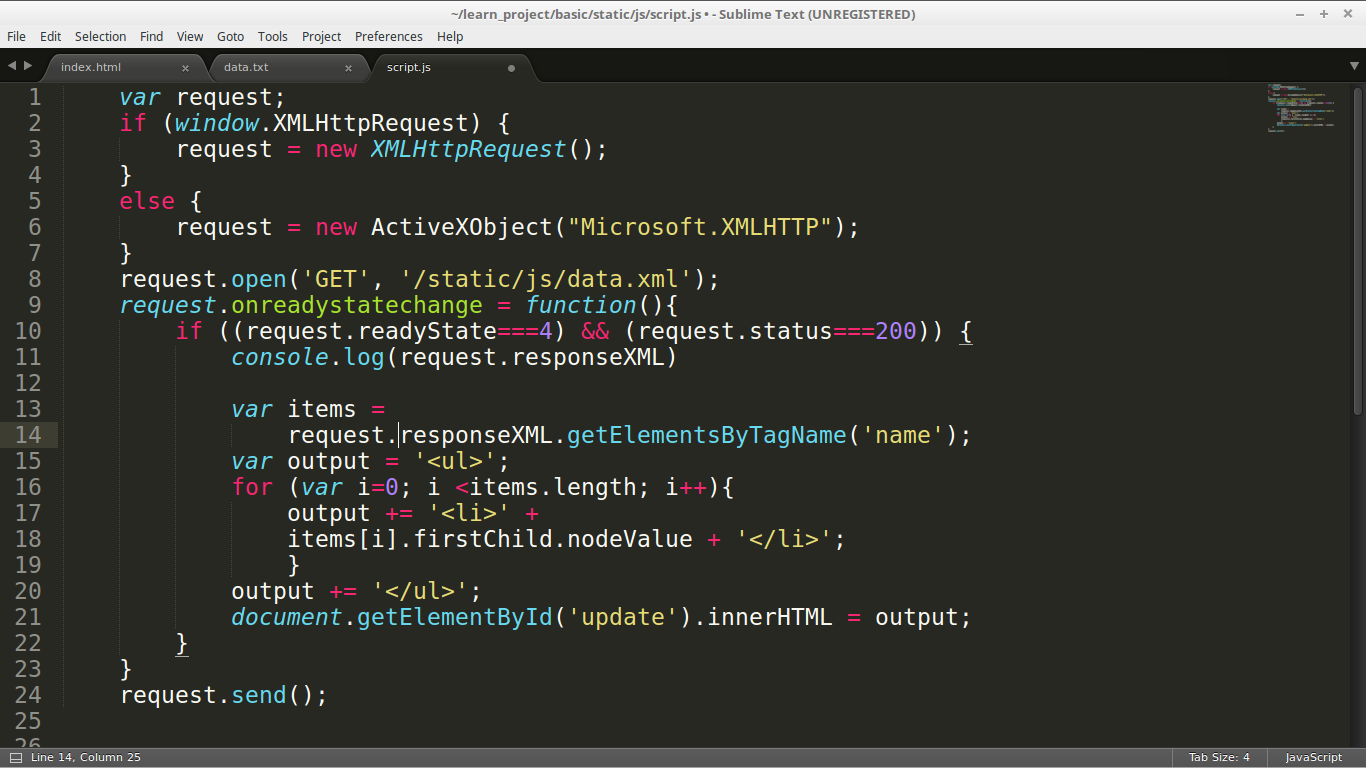 ~/learn_project/basic/static/js/script.js • - Sublime Text (UNREGISTERED)
File Edit Selection Find View Goto Tools Project Preferences Help
index.html data.txt script.js
1 var request;
2 if (window.XMLHttpRequest) {
3 request = new XMLHttpRequest();
4 }
5 else {
6 request = new ActiveXObject("Microsoft.XMLHTTP");
7 }
8 request.open('GET', '/static/js/data.xml');
9 request.onreadystatechange = function(){
10 if ((request.readyState===4) && (request.status===200)) {
11 console.log(request.responseXML)
12
13 var items =
14 request.responseXML.getElementsByTagName('name');
15 var output = '<ul>';
16 for (var i=0; i <items.length; i++){
17 output += '<li>' +
18 items[i].firstChild.nodeValue + '</li>';
19 }
20 output += '</ul>';
21 document.getElementById('update').innerHTML = output;
22 }
23 }
24 request.send();
25
26
Line 14, Column 25 Tab Size: 4 JavaScript